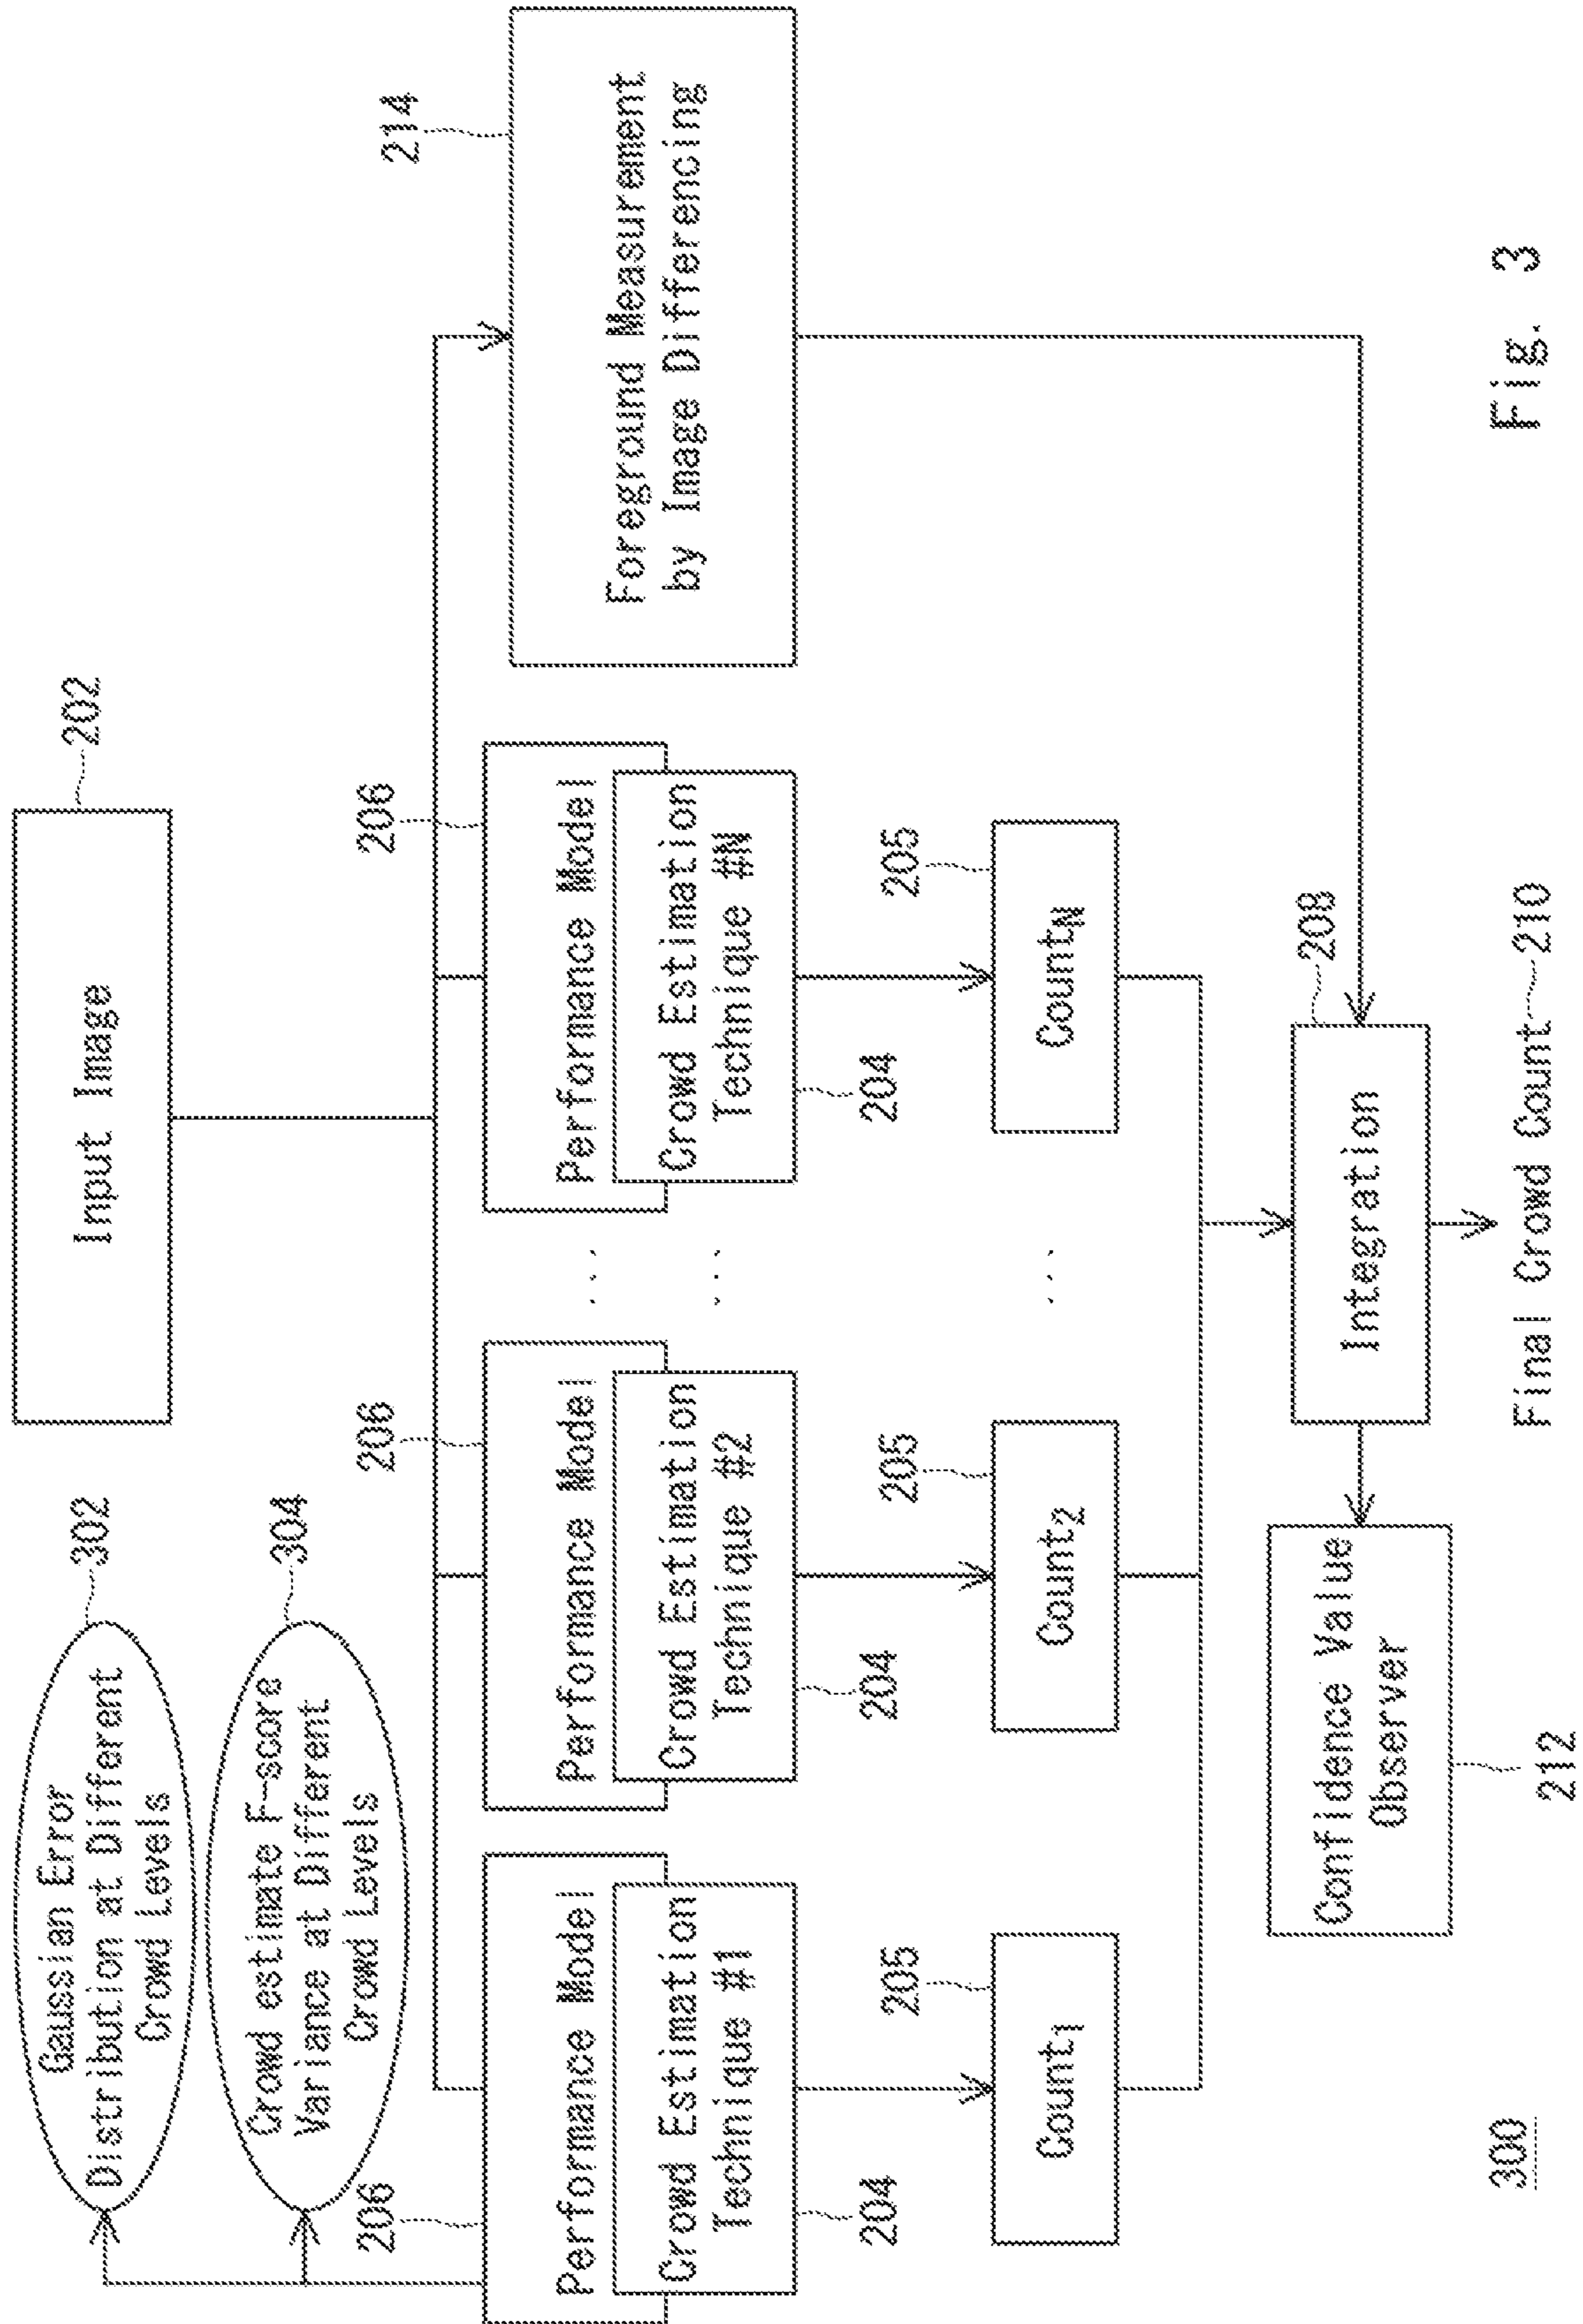 Input Image
202
Gaussian Error
Distribution at Different
Crowd Levels
302
Crowd estimate F-score
Variance at Different
Crowd Levels
304
206
Performance Model
Crowd Estimation
Technique #1
204
206
Performance Model
Crowd Estimation
Technique #2
204
...
...
206
Performance Model
Crowd Estimation
Technique #N
204
214
Foreground Measurement
by Image Differencing
205
Count1
205
Count2
...
205
CountN
Confidence Value
Observer
212
208
Integration
Final Crowd Count 210
300
Fig. 3